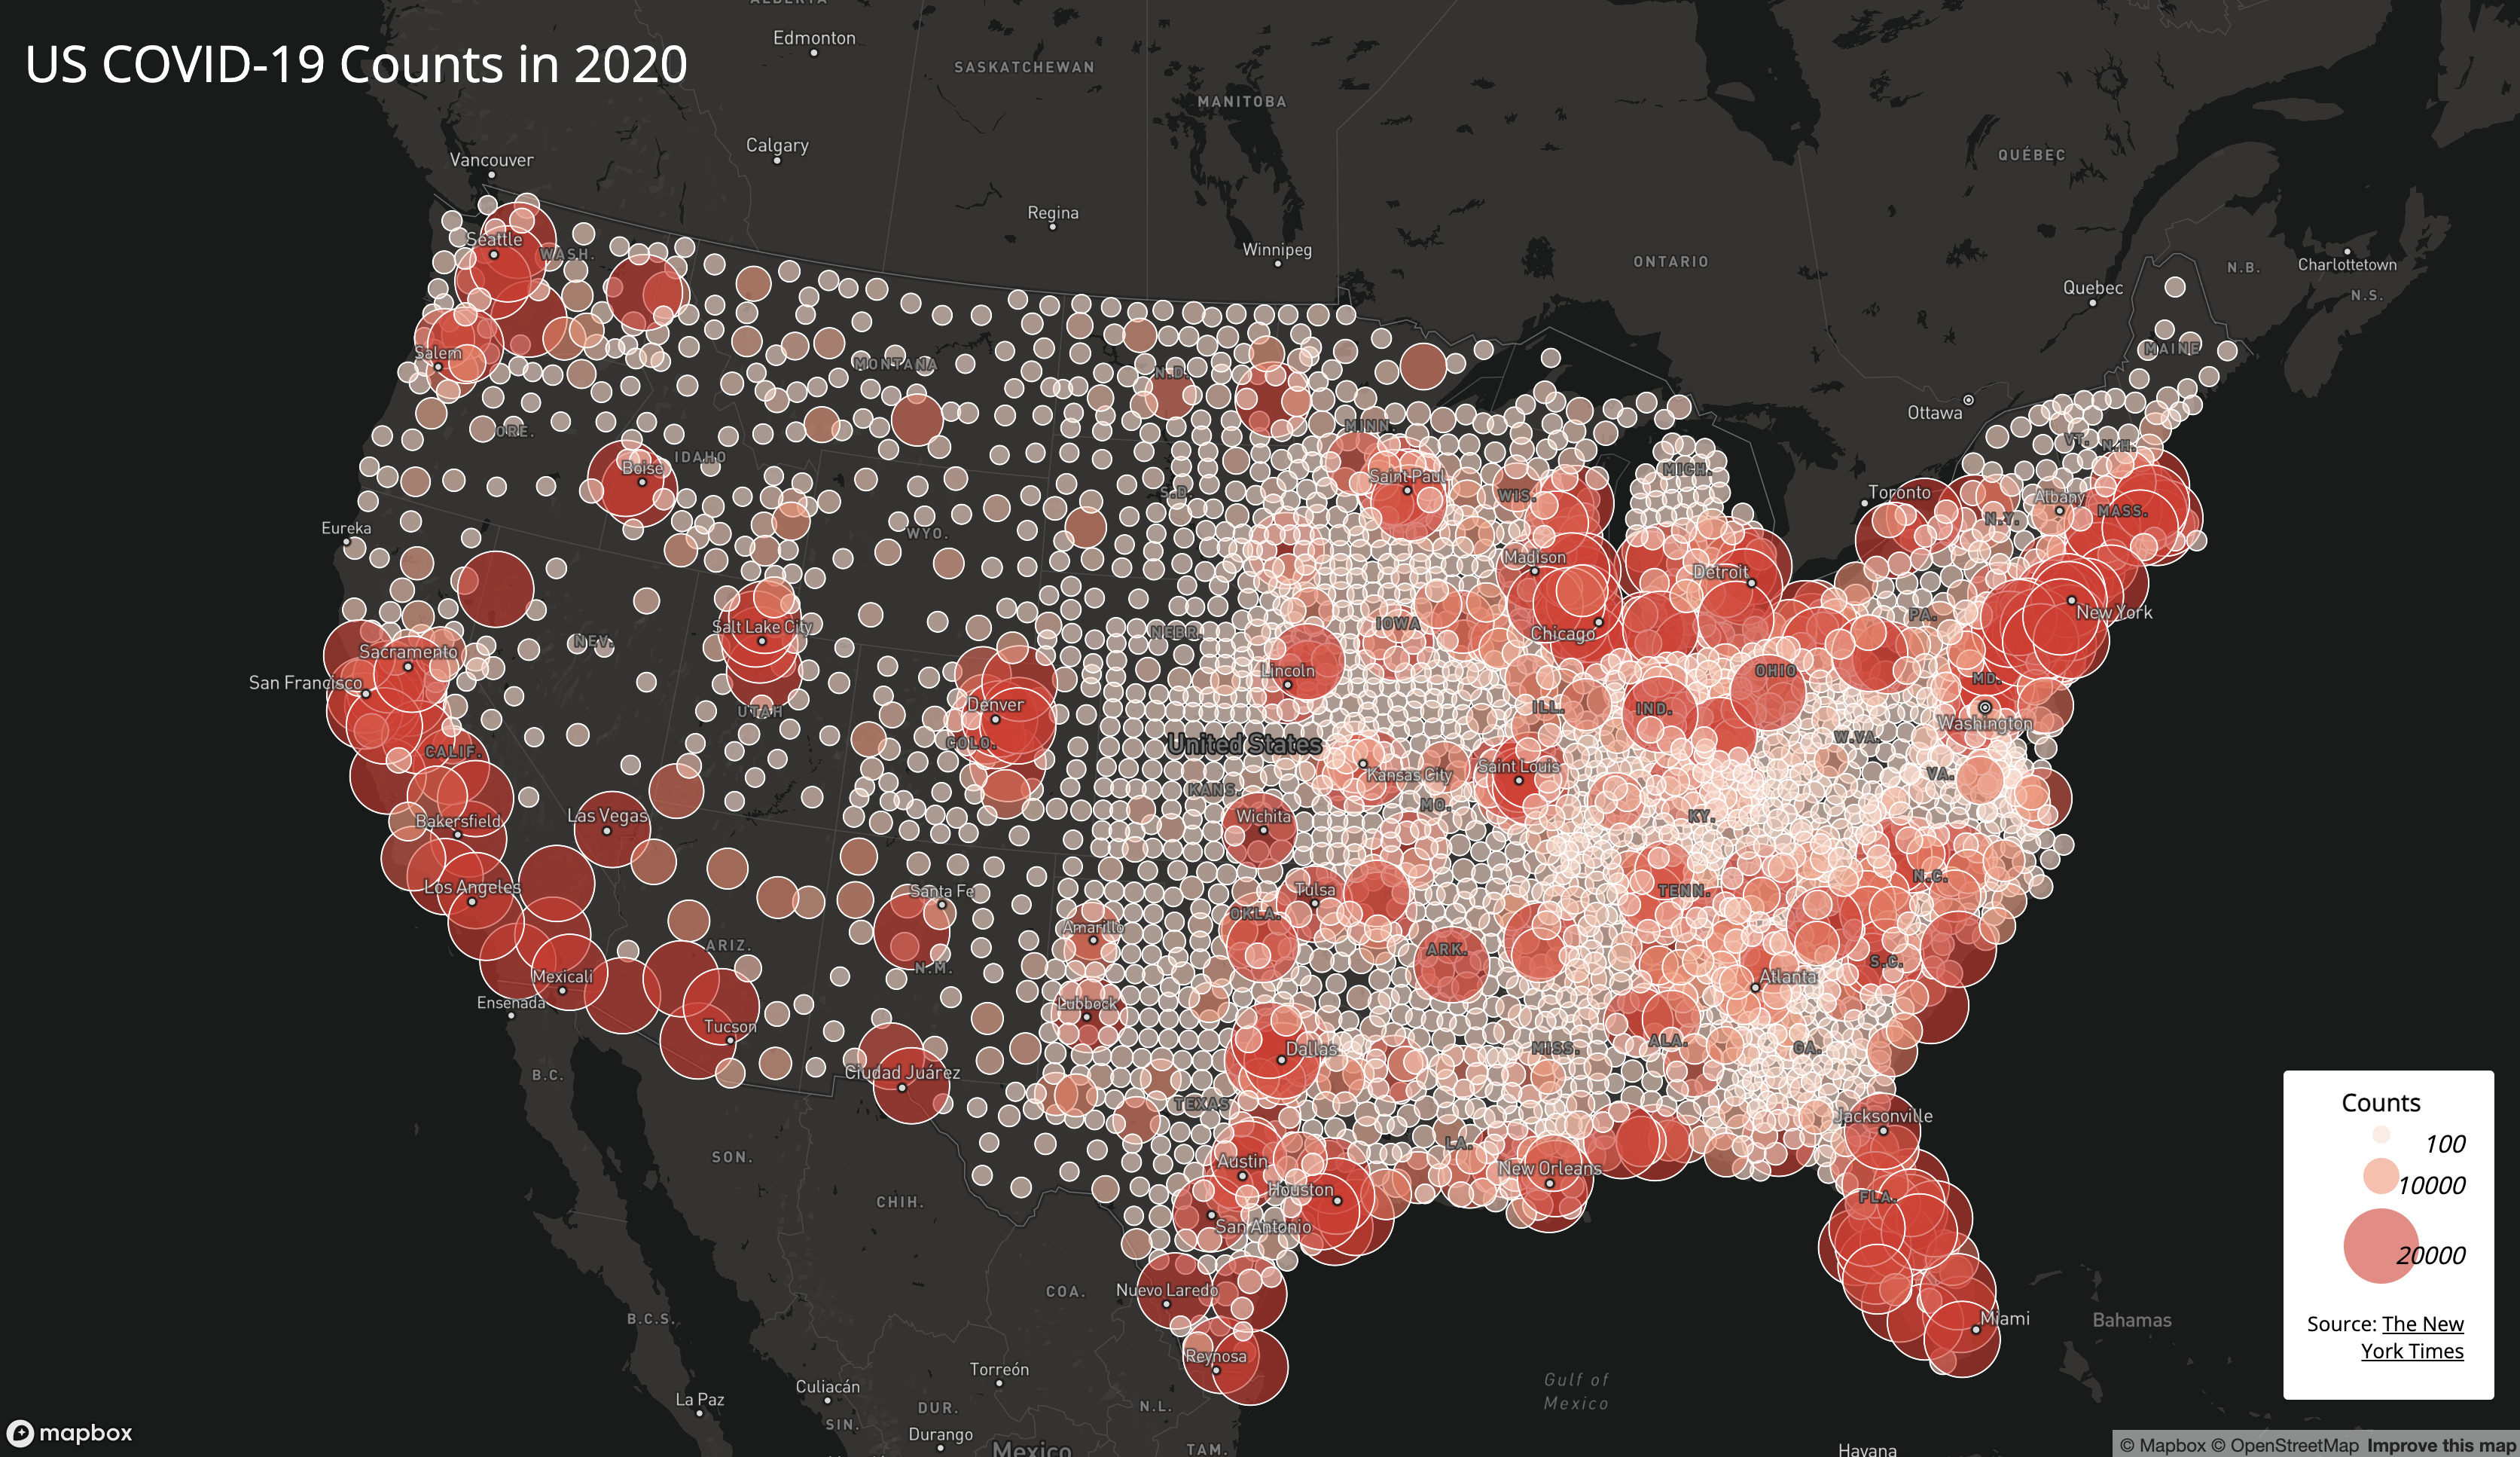 ALBERTA
US COVID-19 Counts in 2020
Edmonton
SASKATCHEWAN
MANITOBA
Calgary
Vancouver
QUÉBEC
Regina
Winnipeg
ONTARIO
N.B.
Charlottetown
Quebec
N.S.
Seattle
WASH.
Salem
MONTANA
N.D.
MAINE
Ottawa
ORE.
MINN.
VT.
N.H.
Boise
IDAHO
Saint Paul
MICH.
S.D.
WIS.
Toronto
Albany
N.Y.
MASS.
Eureka
WYO.
Madison
Detroit
Salt Lake City
NEBR.
IOWA
Chicago
PA.
New York
NEV.
Sacramento
San Francisco
Lincoln
OHIO
MD.
UTAH
Denver
COLO.
ILL.
IND.
Washington
W.VA.
CALIF.
United States
Kansas City
Saint Louis
VA.
KANS.
MO.
KY.
Bakersfield
Las Vegas
Wichita
Los Angeles
Santa Fe
Tulsa
TENN.
N.C.
Amarillo
OKLA.
ARIZ.
N.M.
ARK.
S.C.
Atlanta
Mexicali
Ensenada
Lubbock
Tucson
Dallas
MISS.
ALA.
GA.
B.C.
Ciudad Juárez
TEXAS
Jacksonville
LA.
SON.
Austin
New Orleans
Houston
CHIH.
FLA.
San Antonio
COA.
Nuevo Laredo
B.C.S.
Miami
Bahamas
Reynosa
Torreón
Gulf of
Mexico
Culiacán
La Paz
DUR.
N.L.
SIN.
Durango
Mexico
TAM.
Havana
Counts
100
10000
20000
Source: The New
York Times
mapbox
© Mapbox © OpenStreetMap Improve this map